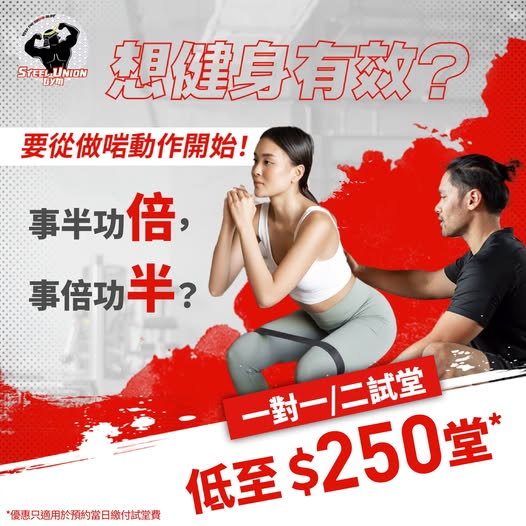 STEEL UNION
Gym
想健身有效？
要從做啱動作開始！
事半功倍，
事倍功半？
一對一/二試堂
低至 $250堂*
*優惠只適用於預約當日繳付試堂費